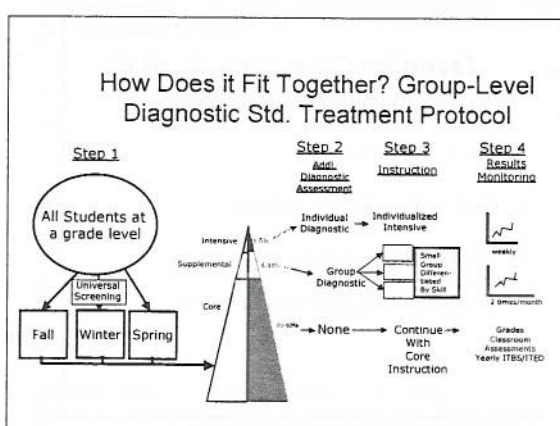 How Does it Fit Together? Group-Level
Diagnostic Std. Treatment Protocol
Step 1
All Students at
a grade level
Universal
Screening
Fall
Winter
Spring
Intensive
Supplemental
Core
Step 2
Addl.
Diagnostic
Assessment
Individual
Diagnostic
Group
Diagnostic
None
Step 3
Instruction
Individualized
Intensive
Small
Group
Differen-
tiated
By Skill
Continue
With
Core
Instruction
Step 4
Results
Monitoring
weekly
2 times/month
Grades
Classroom
Assessments
Yearly ITBS/ITED